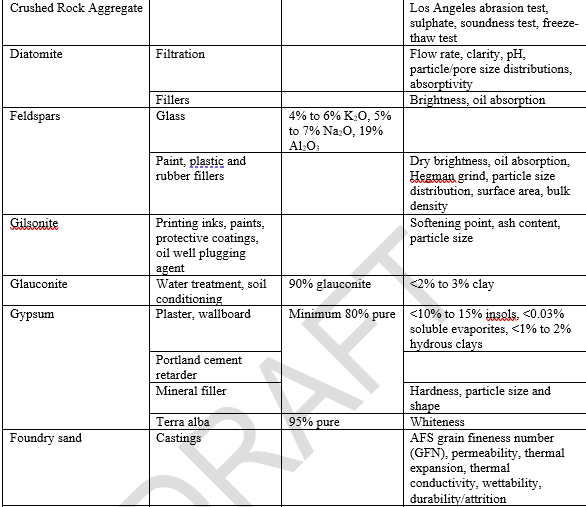 Crushed Rock Aggregate
Los Angeles abrasion test,
sulphate, soundness test, freeze-
thaw test
Diatomite
Filtration
Flow rate, clarity, pH,
particle/pore size distributions,
absorptivity
Fillers
Brightness, oil absorption
Feldspars
Glass
4% to 6% K₂O, 5%
to 7% Na₂O, 19%
Al₂O₃
Paint, plastic and
rubber fillers
Dry brightness, oil absorption,
Hegman grind, particle size
distribution, surface area, bulk
density
Gilsonite
Printing inks, paints,
protective coatings,
oil well plugging
agent
Softening point, ash content,
particle size
Glauconite
Water treatment, soil
conditioning
90% glauconite
<2% to 3% clay
Gypsum
Plaster, wallboard
Minimum 80% pure
<10% to 15% insols, <0.03%
soluble evaporites, <1% to 2%
hydrous clays
Portland cement
retarder
Mineral filler
Hardness, particle size and
shape
Terra alba
95% pure
Whiteness
Foundry sand
Castings
AFS grain fineness number
(GFN), permeability, thermal
expansion, thermal
conductivity, wettability,
durability/attrition
DRAFT